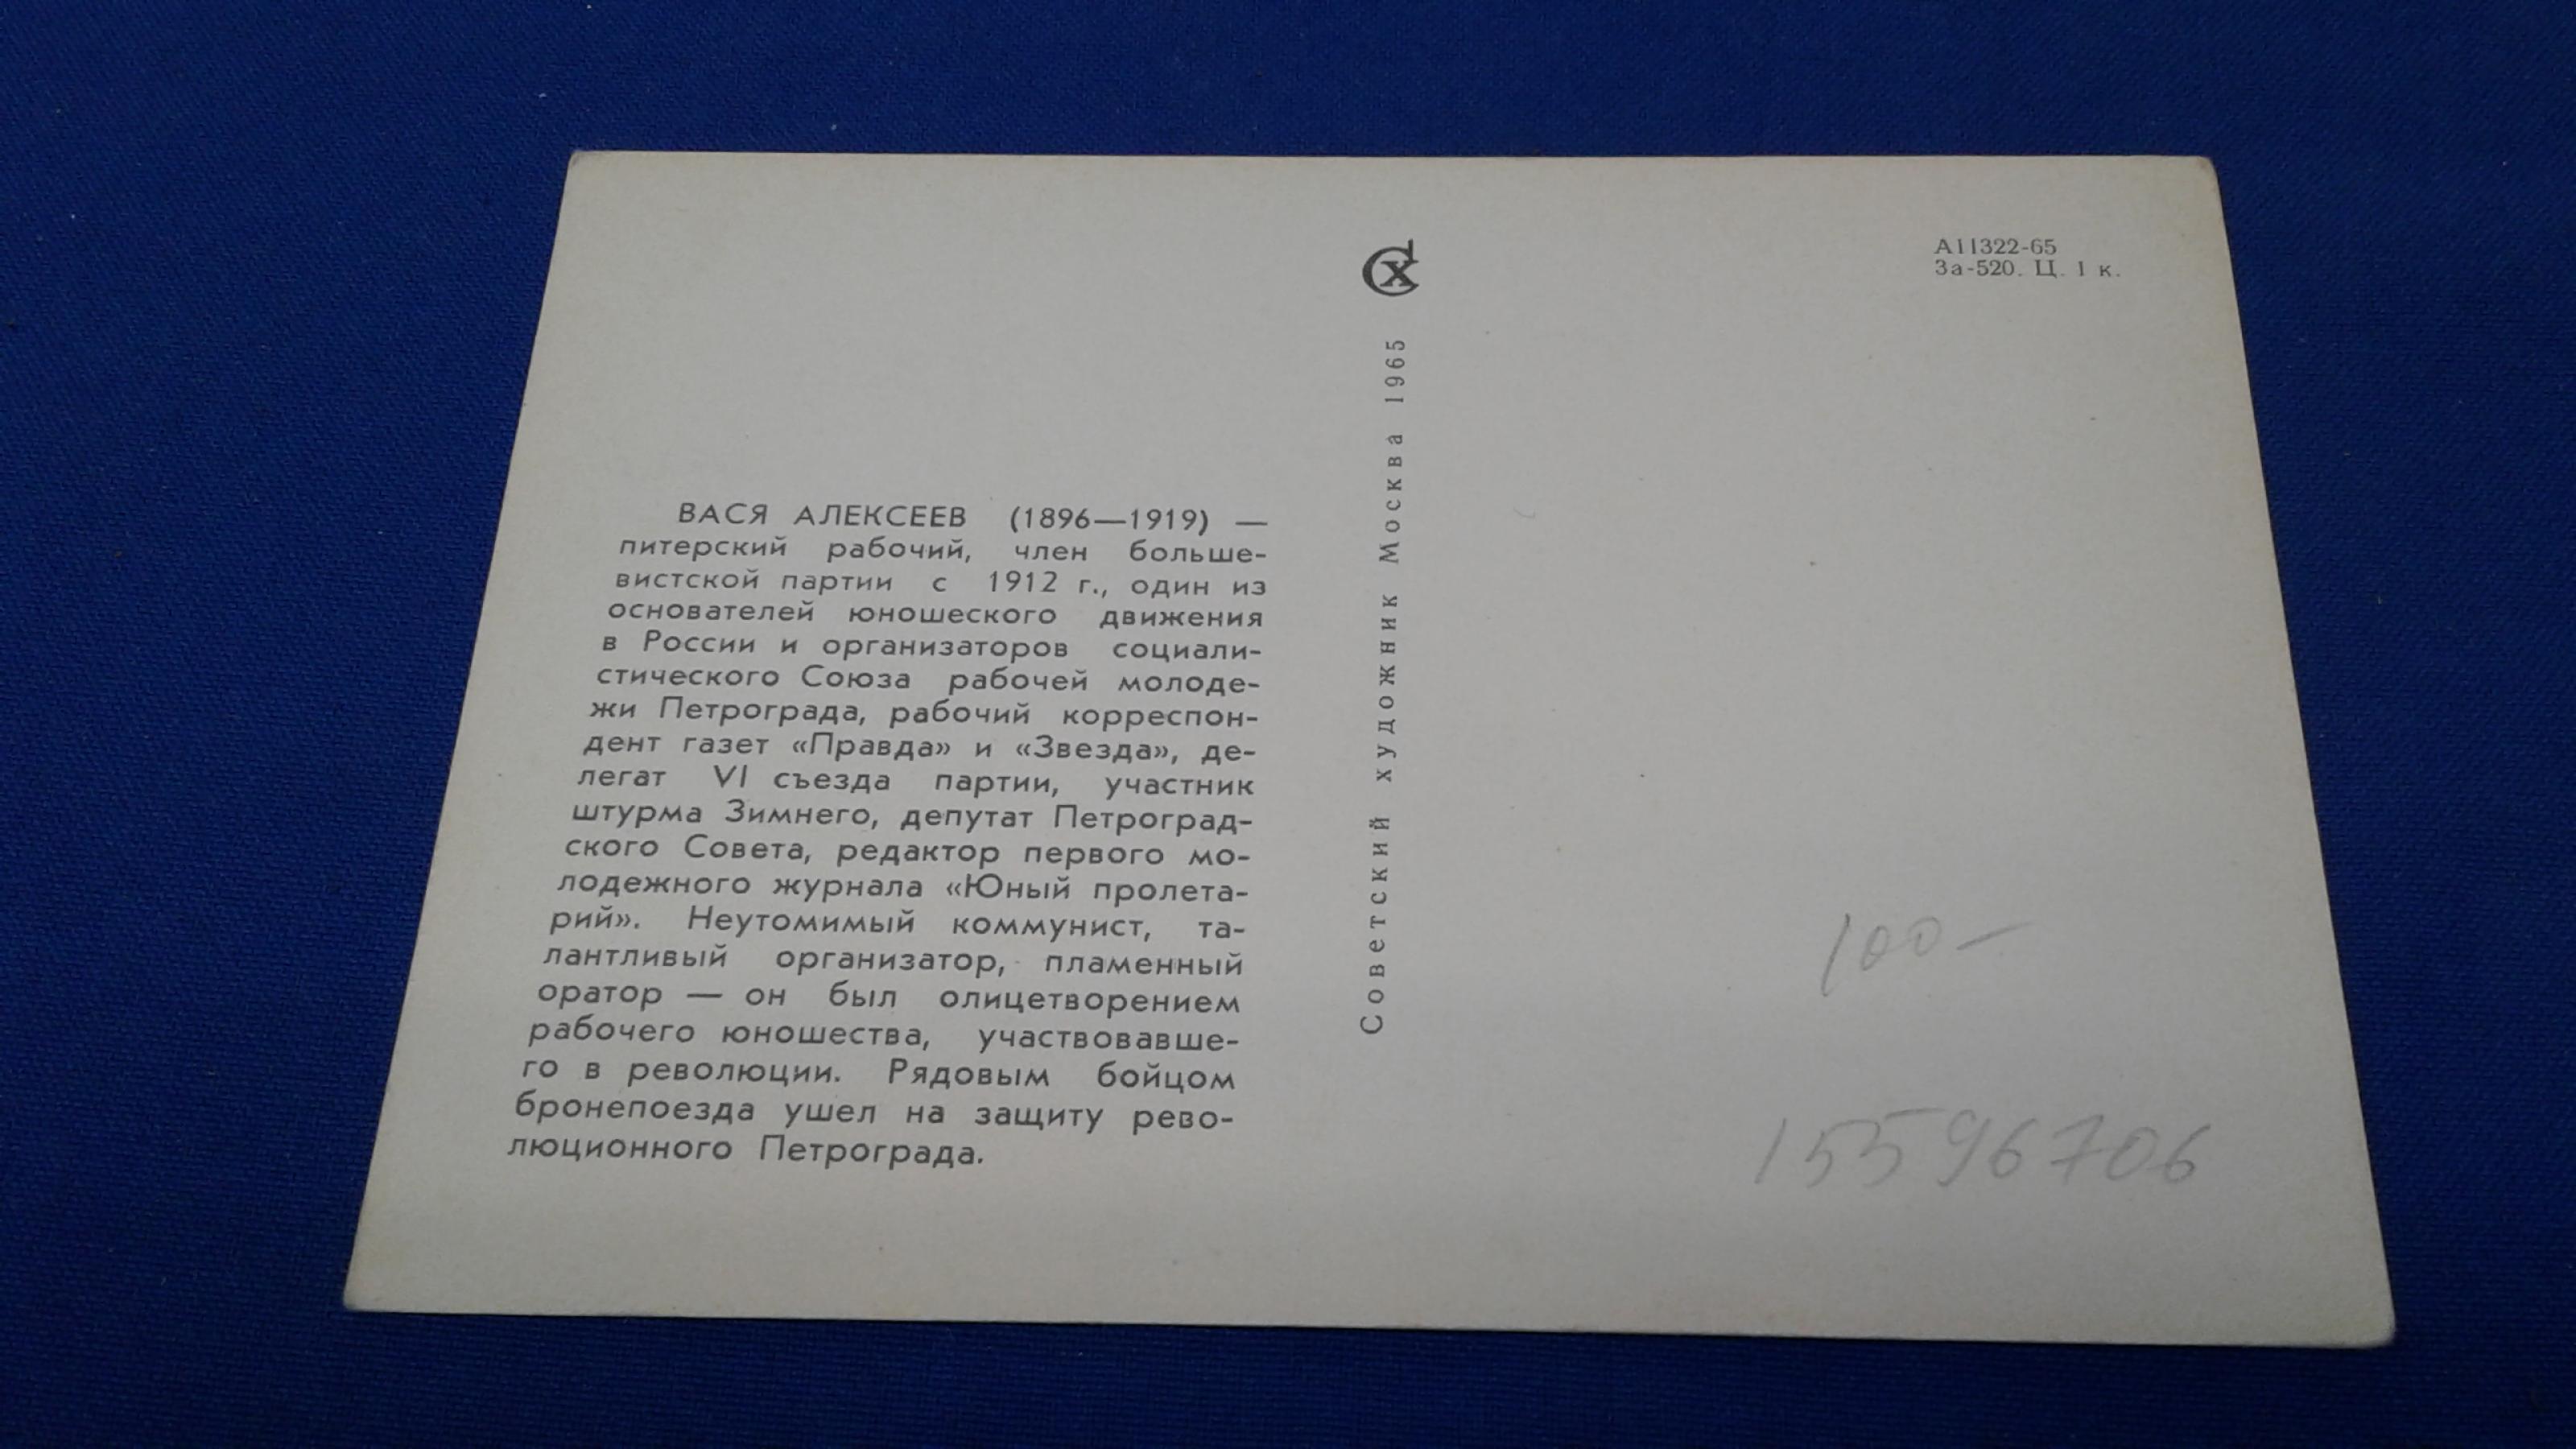 СХ
А11322-65
За-520. Ц. 1 к.
ВАСЯ АЛЕКСЕЕВ (1896—1919) —
питерский рабочий, член больше-
вистской партии с 1912 г., один из
основателей юношеского движения
в России и организаторов социали-
стического Союза рабочей молоде-
жи Петрограда, рабочий корреспон-
дент газет «Правда» и «Звезда», де-
легат VI съезда партии, участник
штурма Зимнего, депутат Петроград-
ского Совета, редактор первого мо-
лодежного журнала «Юный пролета-
рий». Неутомимый коммунист, та-
лантливый организатор, пламенный
оратор — он был олицетворением
рабочего юношества, участвовавше-
го в революции. Рядовым бойцом
бронепоезда ушел на защиту рево-
люционного Петрограда.
Советский художник Москва 1965
100-
15596706